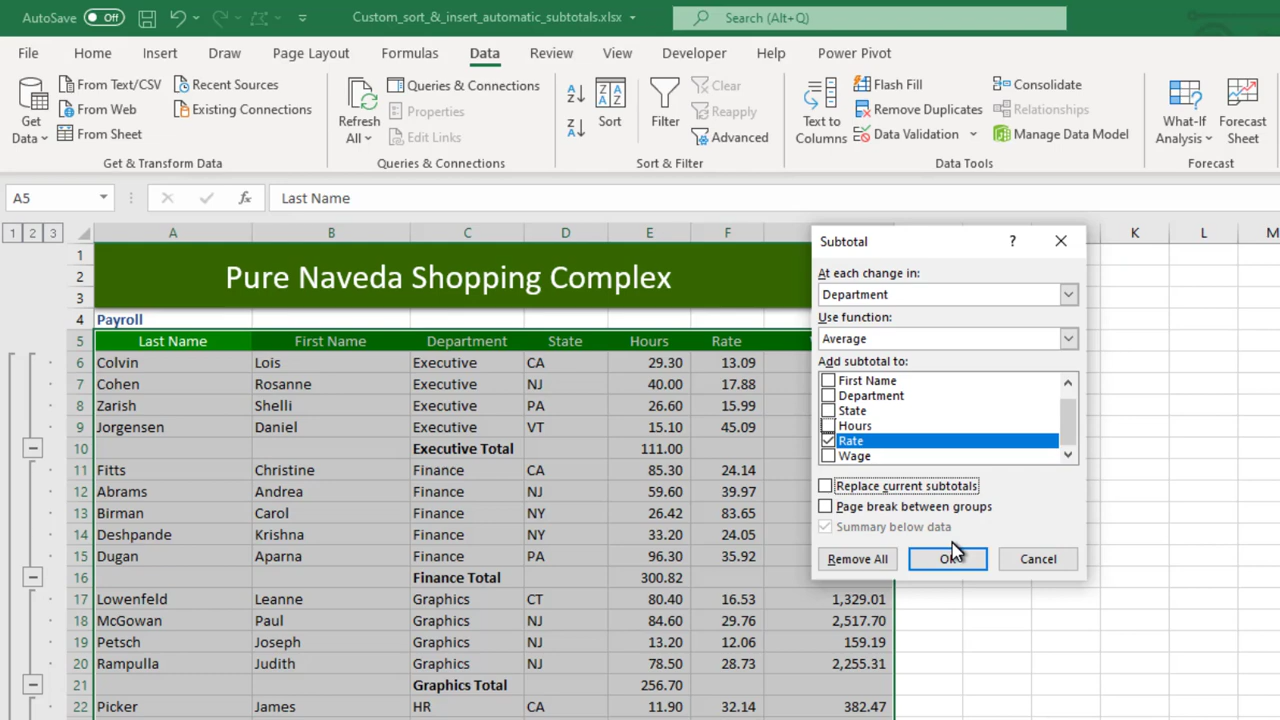 AutoSave Off Custom_sort_&_insert_automatic_subtotals.xlsx Search (Alt+Q)
File Home Insert Draw Page Layout Formulas Data Review View Developer Help Power Pivot
Get Data
From Text/CSV
From Web
From Sheet
Recent Sources
Existing Connections
Get & Transform Data
Refresh All
Queries & Connections
Properties
Edit Links
Queries & Connections
Sort
Filter
Clear
Reapply
Advanced
Sort & Filter
Text to Columns
Flash Fill
Remove Duplicates
Data Validation
Consolidate
Relationships
Manage Data Model
Data Tools
What-If Analysis
Forecast Sheet
Forecast
A5 fx Last Name
1 2 3 A B C D E F K L M
1
2 Pure Naveda Shopping Complex
3
4 Payroll
5 Last Name First Name Department State Hours Rate
6 Colvin Lois Executive CA 29.30 13.09
7 Cohen Rosanne Executive NJ 40.00 17.88
8 Zarish Shelli Executive PA 26.60 15.99
9 Jorgensen Daniel Executive VT 15.10 45.09
10 Executive Total 111.00
11 Fitts Christine Finance CA 85.30 24.14
12 Abrams Andrea Finance NJ 59.60 39.97
13 Birman Carol Finance NY 26.42 83.65
14 Deshpande Krishna Finance NY 33.20 24.05
15 Dugan Aparna Finance PA 96.30 35.92
16 Finance Total 300.82
17 Lowenfeld Leanne Graphics CT 80.40 16.53 1,329.01
18 McGowan Paul Graphics NJ 84.60 29.76 2,517.70
19 Petsch Joseph Graphics NJ 13.20 12.06 159.19
20 Rampulla Judith Graphics NJ 78.50 28.73 2,255.31
21 Graphics Total 256.70
22 Picker James HR CA 11.90 32.14 382.47
Subtotal ?
At each change in:
Department
Use function:
Average
Add subtotal to:
First Name
Department
State
Hours
Rate
Wage
Replace current subtotals
Page break between groups
Summary below data
Remove All OK Cancel